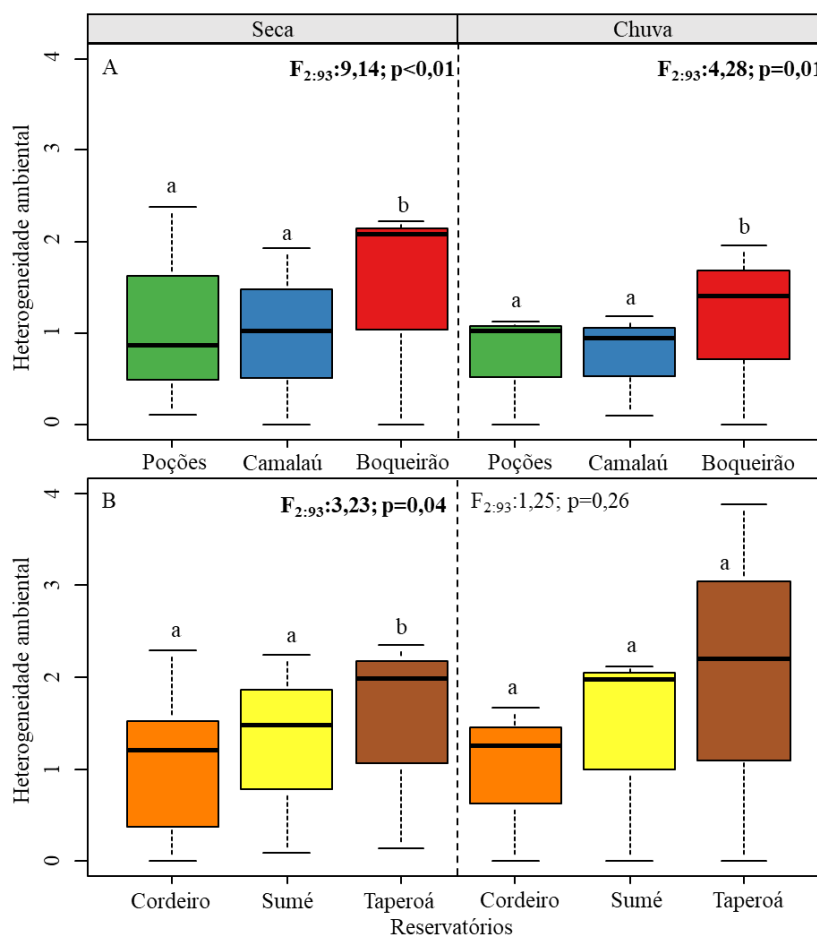 Seca Chuva
A F2:93:9,14; p<0,01 F2:93:4,28; p=0,01
Heterogeneidade ambiental
4
3
2
1
0
a a b a a b
Poções Camalaú Boqueirão Poções Camalaú Boqueirão
B F2:93:3,23; p=0,04 F2:93:1,25; p=0,26
Heterogeneidade ambiental
4
3
2
1
0
a a b a a a
Cordeiro Sumé Taperoá Cordeiro Sumé Taperoá
Reservatórios